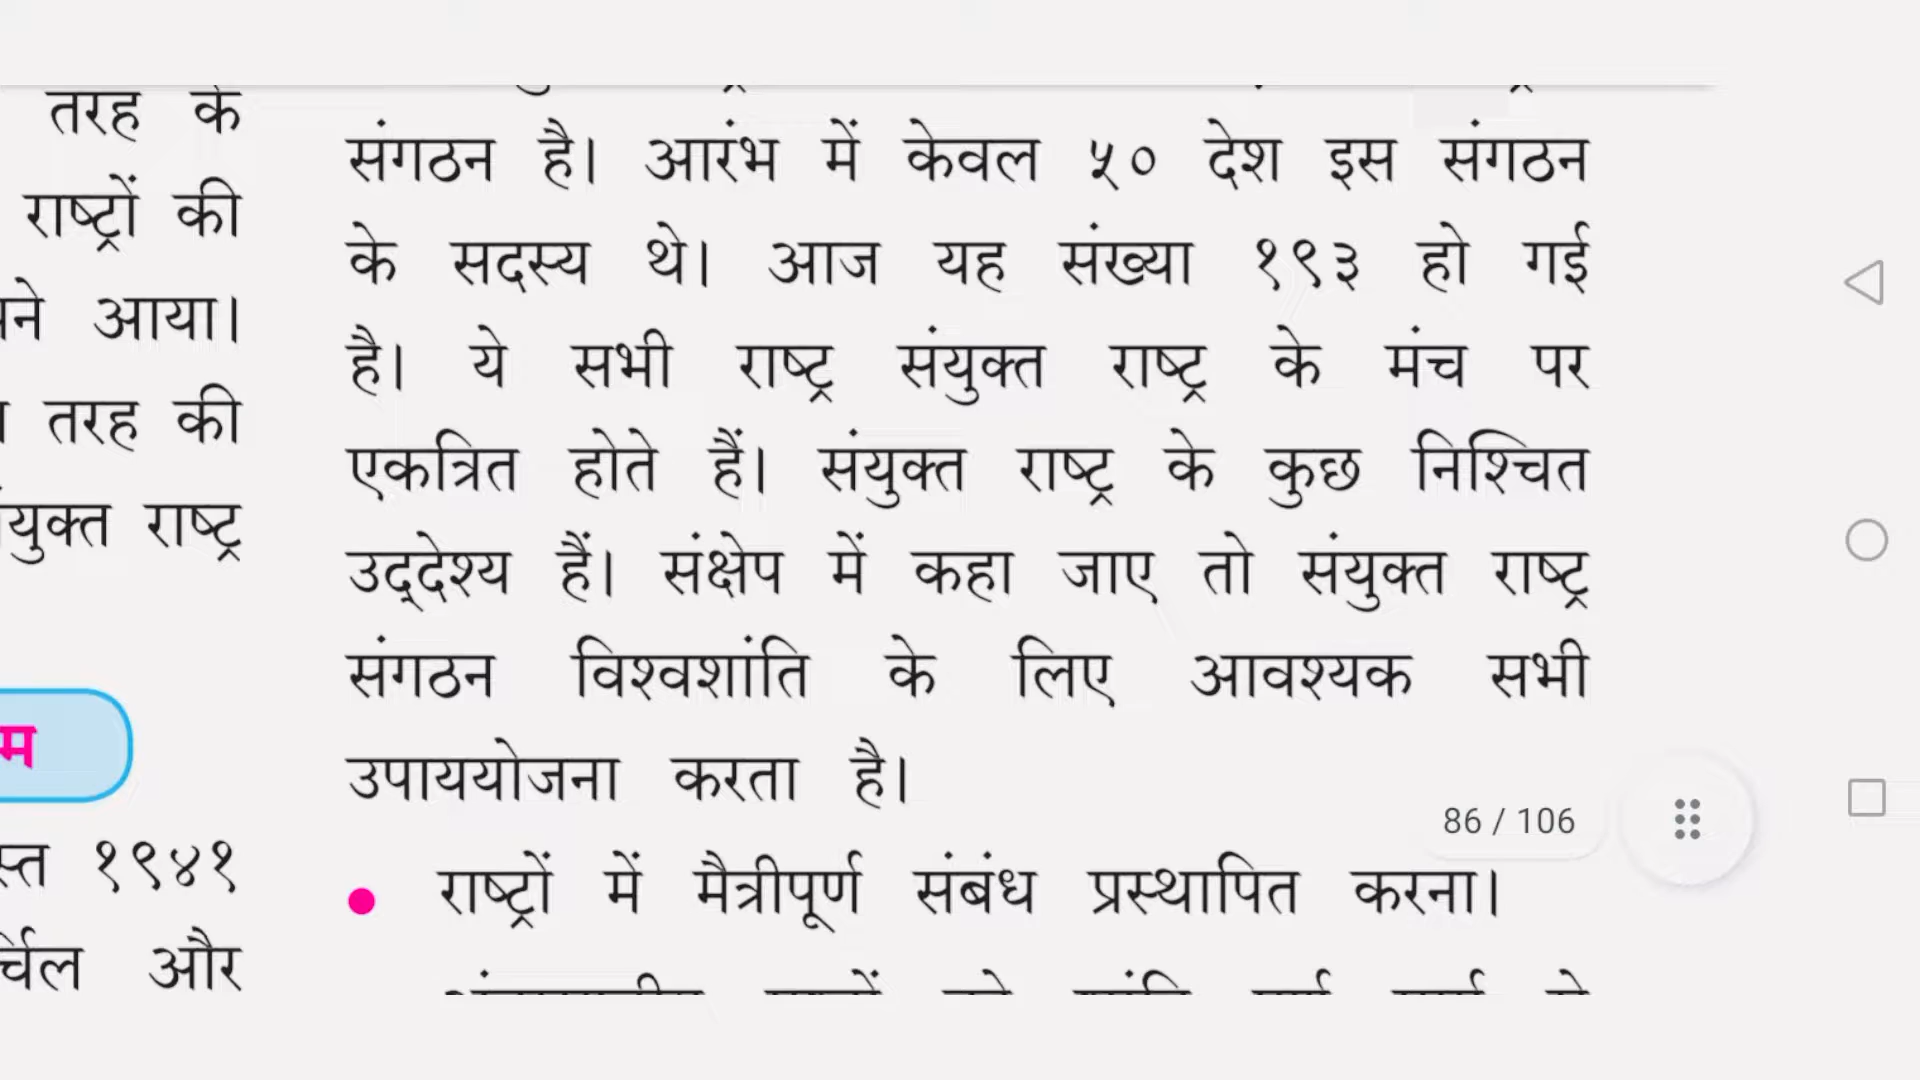 तरह के
राष्ट्रों की
आया।
तरह की
राष्ट्र
१९४१
और
संगठन है। आरंभ में केवल ५० देश इस संगठन
के सदस्य थे। आज यह संख्या १९३ हो गई
है। ये सभी राष्ट्र संयुक्त राष्ट्र के मंच पर
एकत्रित होते हैं। संयुक्त राष्ट्र के कुछ निश्चित
उद्देश्य हैं। संक्षेप में कहा जाए तो संयुक्त राष्ट्र
संगठन विश्वशांति के लिए आवश्यक सभी
उपाययोजना करता है।
● राष्ट्रों में मैत्रीपूर्ण संबंध प्रस्थापित करना।
86 / 106